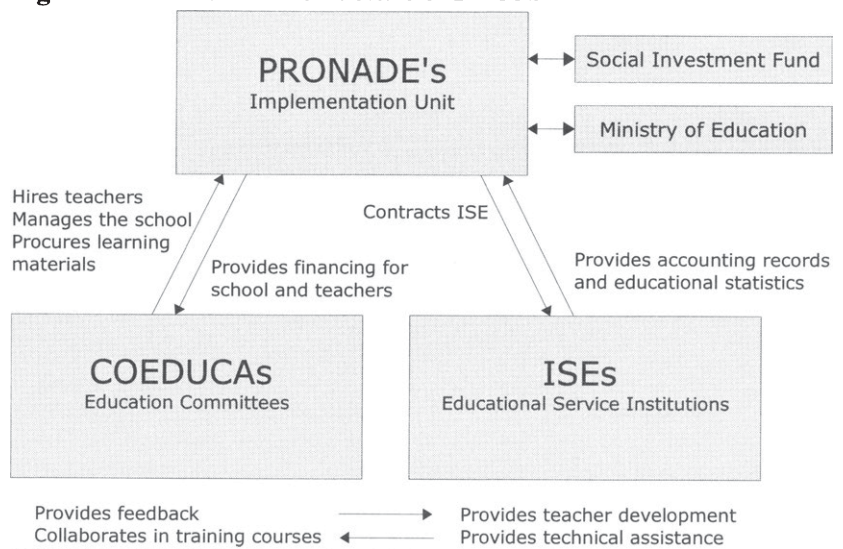 PRONADE's
Implementation Unit
Social Investment Fund
Ministry of Education
Hires teachers
Manages the school
Procures learning
materials
Provides financing for
school and teachers
Contracts ISE
Provides accounting records
and educational statistics
COEDUCAs
Education Committees
ISEs
Educational Service Institutions
Provides feedback
Collaborates in training courses
Provides teacher development
Provides technical assistance